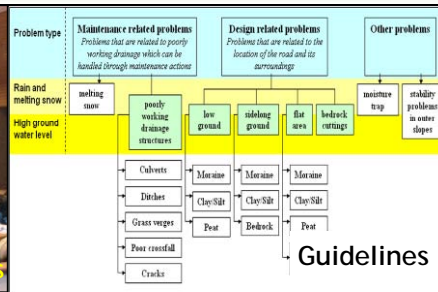 Problem type
Maintenance related problems
Problems that are related to poorly
working drainage which can be
handled through maintenance actions
Design related problems
Problems that are related to the
location of the road and its
surroundings
Other problems
Rain and
melting snow
High ground
water level
melting
snow
poorly
working
drainage
structures
low
ground
sidelong
ground
flat
area
bedrock
cuttings
moisture
trap
stability
problems
in outer
slopes
Culverts
Ditches
Grass verges
Poor crossfall
Cracks
Moraine
Clay/Silt
Peat
Moraine
Clay/Silt
Bedrock
Moraine
Clay/Silt
Peat
Guidelines